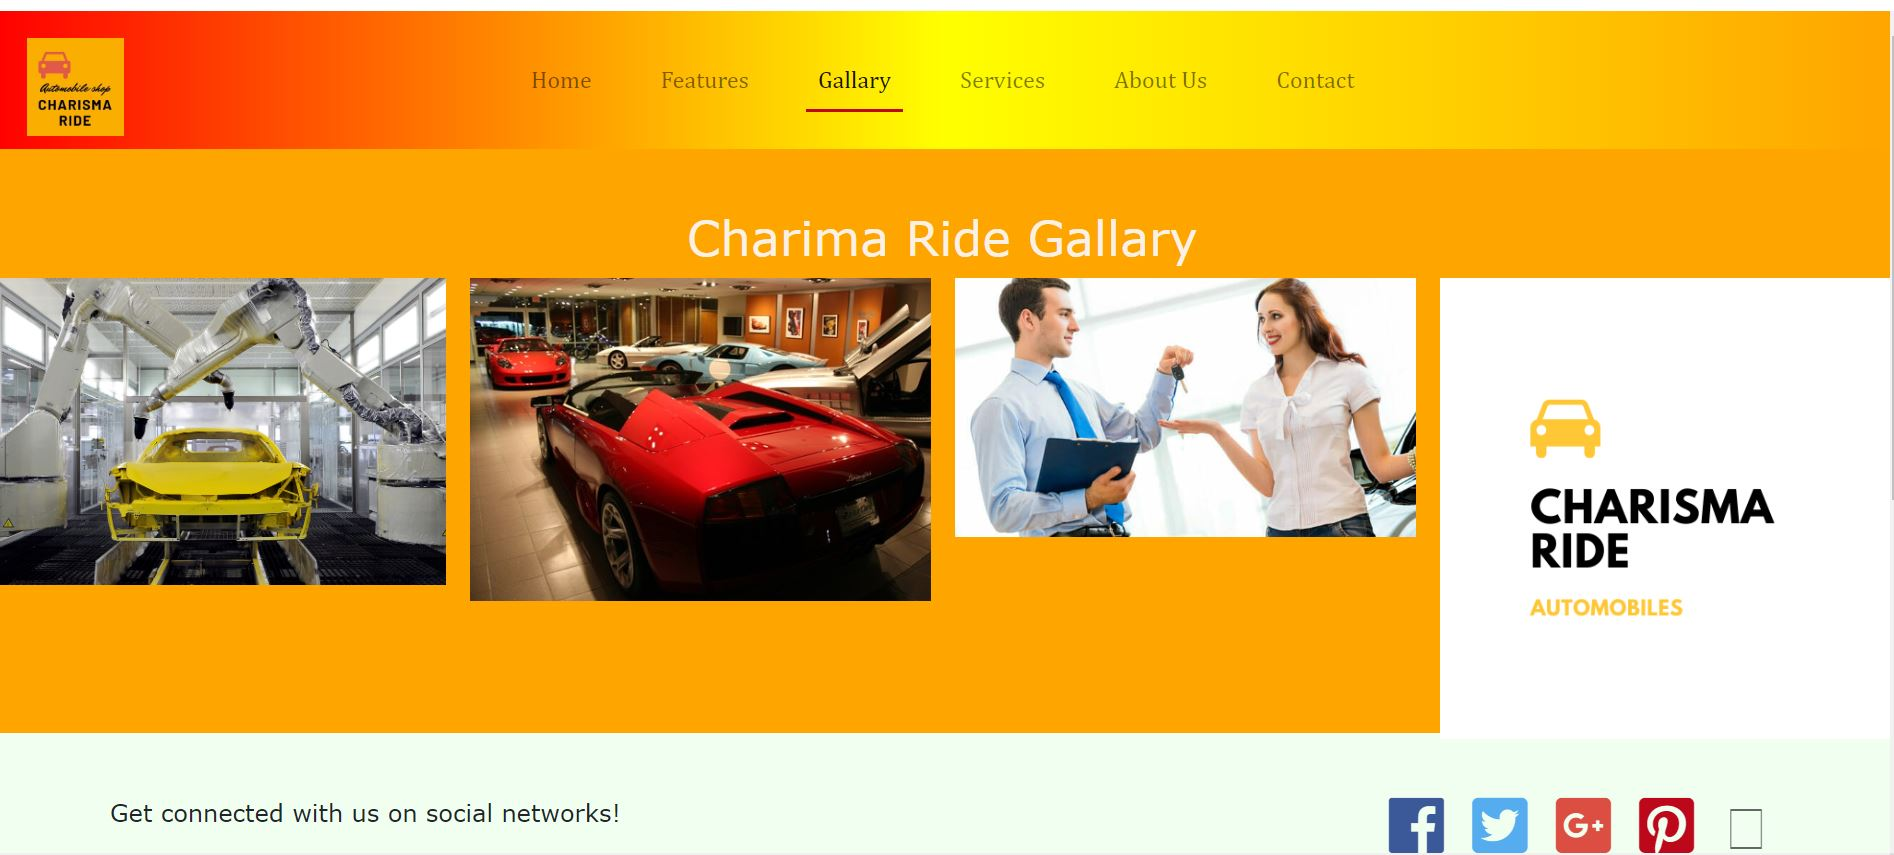 Automobile shop
CHARISMA
RIDE
Home Features Gallary Services About Us Contact
Charima Ride Gallary
CHARISMA
RIDE
AUTOMOBILES
Get connected with us on social networks!